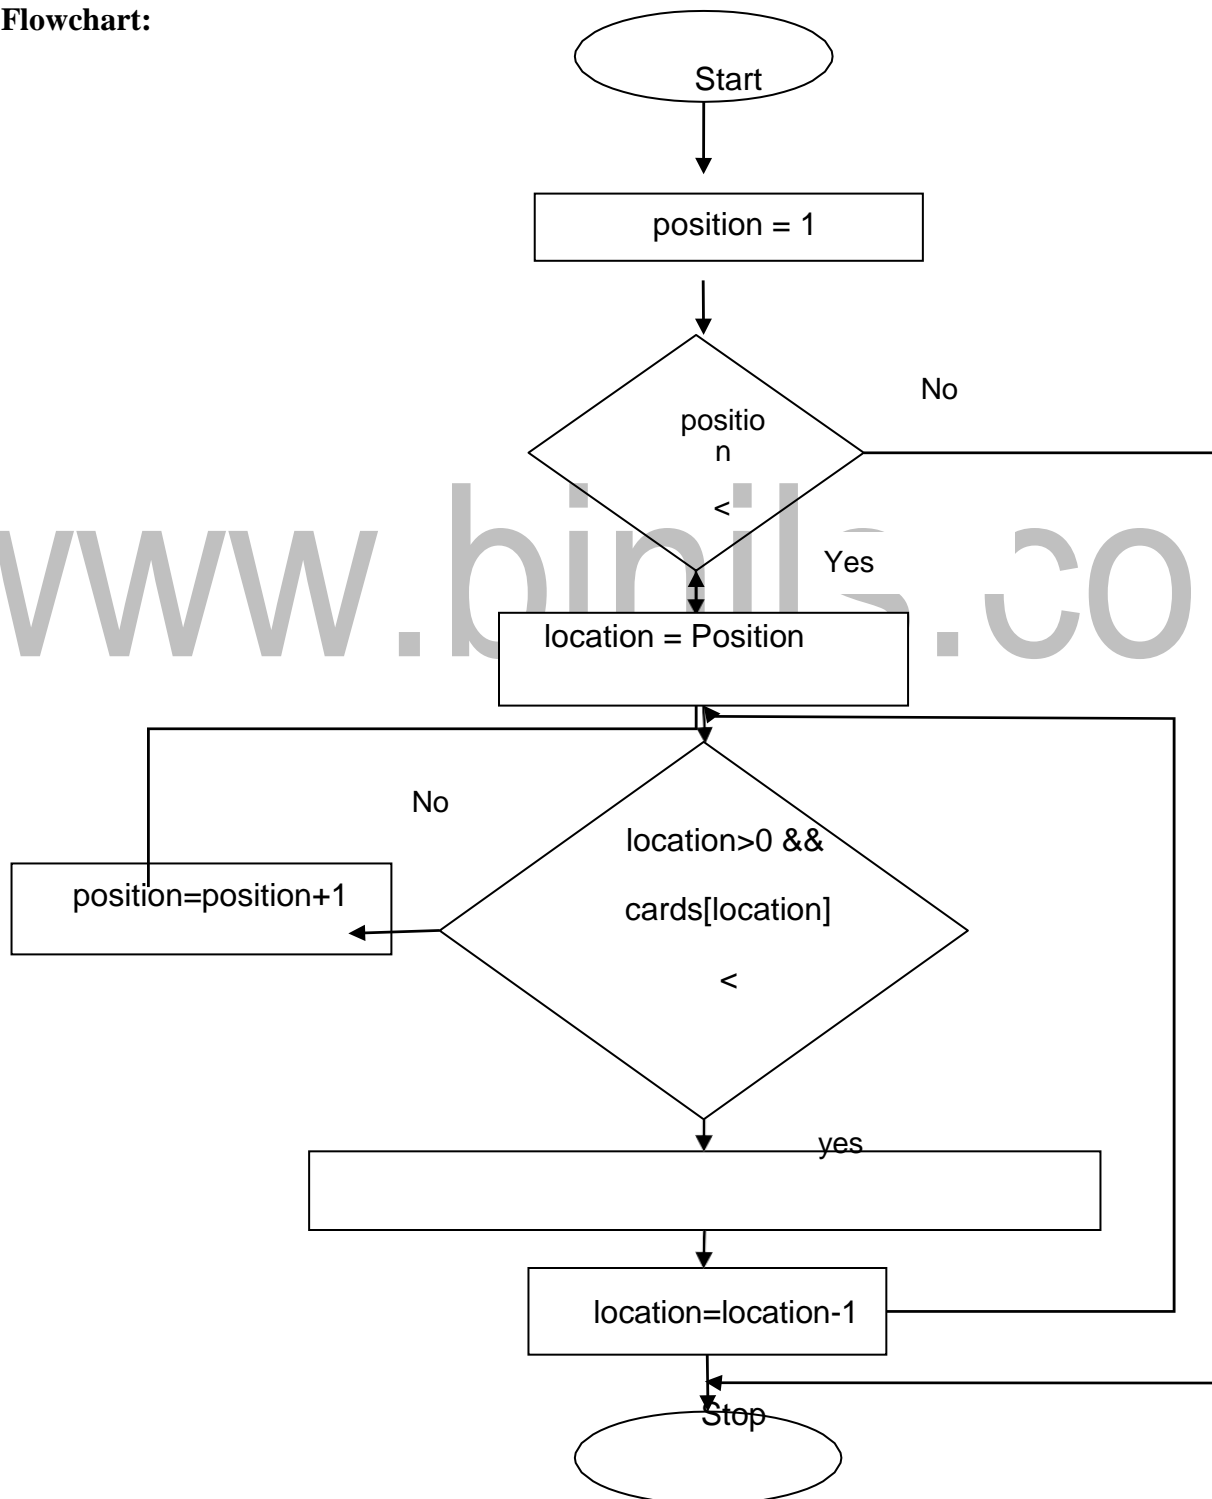 Flowchart:
Start
position = 1
No
positio
n
<
Yes
www.binils.co
location = Position
No
location>0 &&
position=position+1
cards[location]
<
yes
location=location-1
Stop